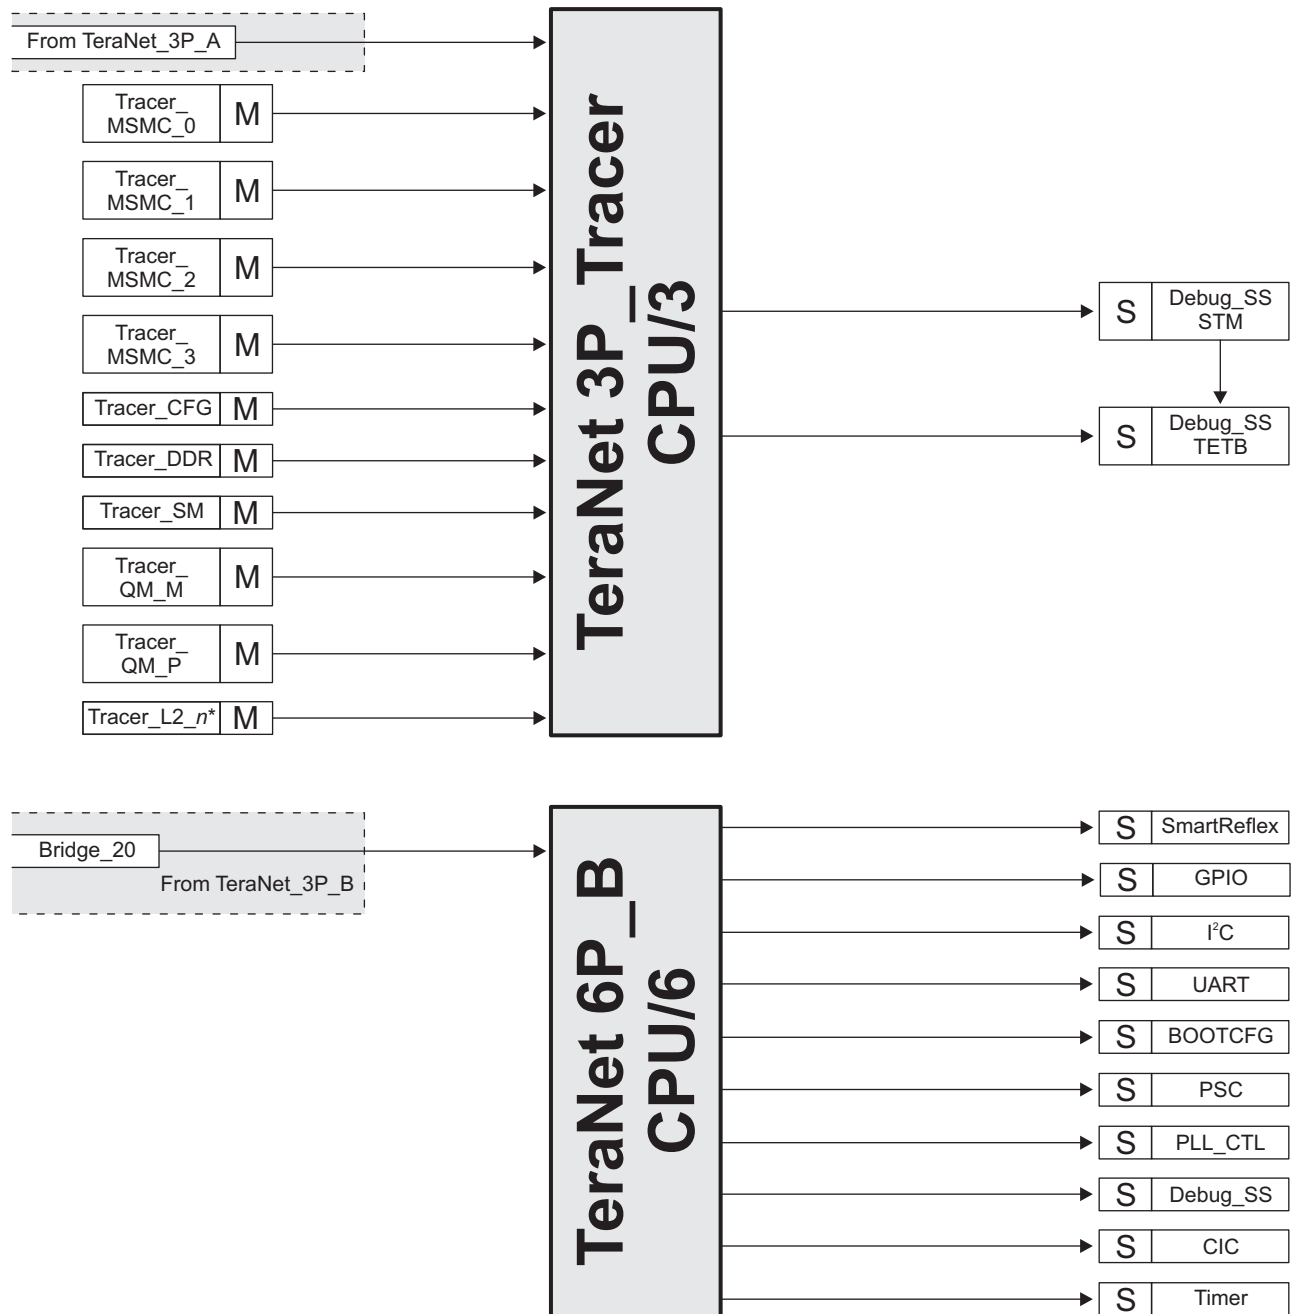 From TeraNet_3P_A
Tracer_
MSMC_0
M
Tracer_
MSMC_1
M
Tracer_
MSMC_2
M
Tracer_
MSMC_3
M
Tracer_CFG
M
Tracer_DDR
M
Tracer_SM
M
Tracer_
QM_M
M
Tracer_
QM_P
M
Tracer_L2_n*
M
TeraNet 3P_Tracer
CPU/3
S
Debug_SS
STM
S
Debug_SS
TETB
Bridge_20
From TeraNet_3P_B
TeraNet 6P_B
CPU/6
S
SmartReflex
S
GPIO
S
I²C
S
UART
S
BOOTCFG
S
PSC
S
PLL_CTL
S
Debug_SS
S
CIC
S
Timer